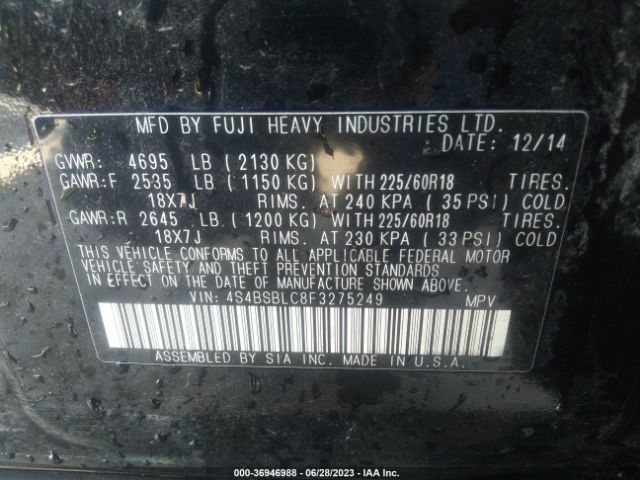 MFD BY FUJI HEAVY INDUSTRIES LTD.
DATE: 12/14
GVWR: 4695 LB (2130 KG)
GAWR:F 2535 LB (1150 KG) WITH 225/60R18 TIRES.
18X7J RIMS. AT 240 KPA (35 PSI) COLD
GAWR:R 2645 LB. (1200 KG) WITH 225/60R18 TIRES.
18X7J RIMS. AT 230 KPA (33 PSI) COLD
THIS VEHICLE CONFORMS TO ALL APPLICABLE FEDERAL MOTOR
VEHICLE SAFETY AND THEFT PREVENTION STANDARDS
IN EFFECT ON THE DATE OF MANUFACTURE SHOWN ABOVE.
VIN: 4S4BSBLC8F3275249 MPV
ASSEMBLED BY SIA INC. MADE IN U.S.A.
000-36946988 — 06/28/2023 — IAA Inc.